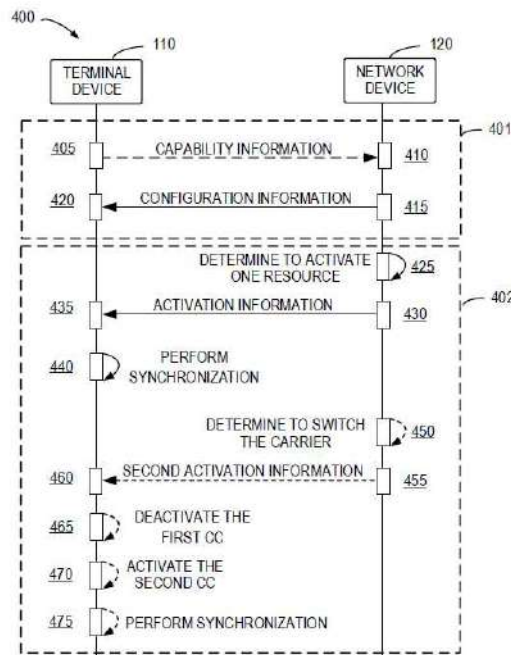 400
110
120
TERMINAL
DEVICE
NETWORK
DEVICE
401
405
CAPABILITY INFORMATION
410
420
CONFIGURATION INFORMATION
415
DETERMINE TO ACTIVATE
ONE RESOURCE
425
402
435
ACTIVATION INFORMATION
430
440
PERFORM
SYNCHRONIZATION
DETERMINE TO SWITCH
THE CARRIER
450
460
SECOND ACTIVATION INFORMATION
455
465
DEACTIVATE THE
FIRST CC
470
ACTIVATE THE
SECOND CC
475
PERFORM SYNCHRONIZATION